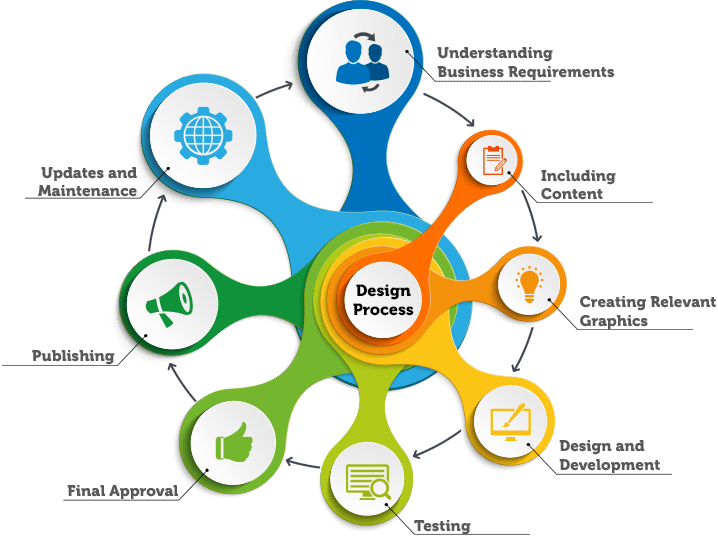 Understanding
Business Requirements
Including
Content
Creating Relevant
Graphics
Design and
Development
Testing
Final Approval
Publishing
Updates and
Maintenance
Design
Process